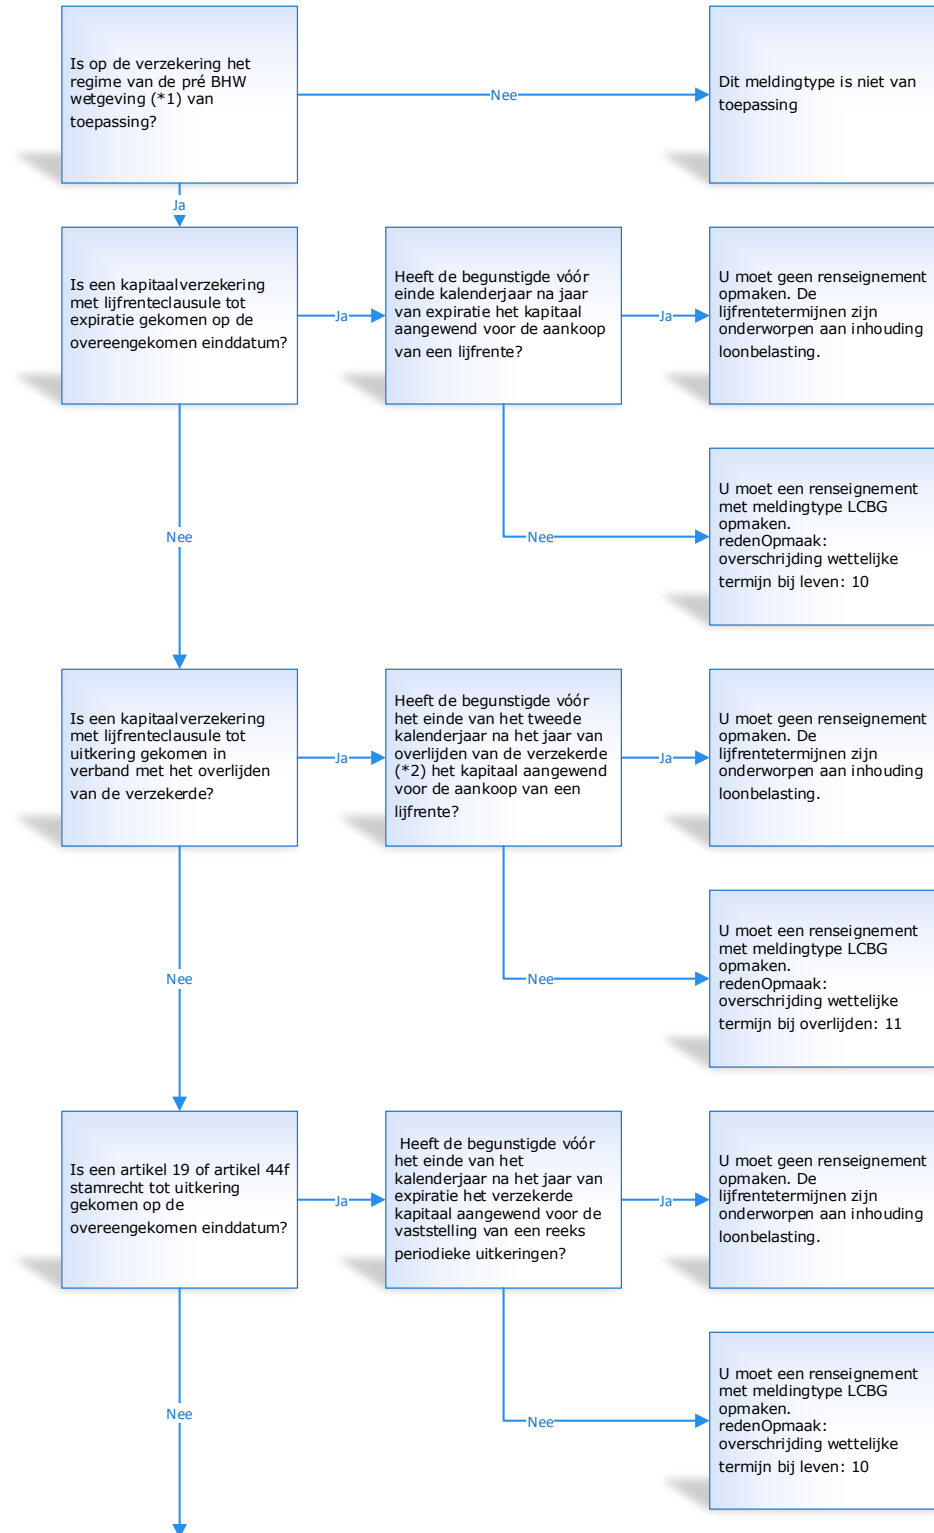 Is op de verzekering het
regime van de pré BHW
wetgeving (*1) van
toepassing?
Nee
Dit meldingtype is niet van
toepassing
Ja
Is een kapitaalverzekering
met lijfrenteclausule tot
expiratie gekomen op de
overeengekomen einddatum?
Ja
Heeft de begunstigde vóór
einde kalenderjaar na jaar
van expiratie het kapitaal
aangewend voor de aankoop
van een lijfrente?
Ja
U moet geen renseignement
opmaken. De
lijfrentetermijnen zijn
onderworpen aan inhouding
loonbelasting.
Nee
U moet een renseignement
met meldingtype LCBG
opmaken.
redenOpmaak:
overschrijding wettelijke
termijn bij leven: 10
Nee
Is een kapitaalverzekering
met lijfrenteclausule tot
uitkering gekomen in
verband met het overlijden
van de verzekerde?
Ja
Heeft de begunstigde vóór
het einde van het tweede
kalenderjaar na het jaar van
overlijden van de verzekerde
(*2) het kapitaal aangewend
voor de aankoop van een
lijfrente?
Ja
U moet geen renseignement
opmaken. De
lijfrentetermijnen zijn
onderworpen aan inhouding
loonbelasting.
Nee
U moet een renseignement
met meldingtype LCBG
opmaken.
redenOpmaak:
overschrijding wettelijke
termijn bij overlijden: 11
Nee
Is een artikel 19 of artikel 44f
stamrecht tot uitkering
gekomen op de
overeengekomen einddatum?
Ja
Heeft de begunstigde vóór
het einde van het
kalenderjaar na het jaar van
expiratie het verzekerde
kapitaal aangewend voor de
vaststelling van een reeks
periodieke uitkeringen?
Ja
U moet geen renseignement
opmaken. De
lijfrentetermijnen zijn
onderworpen aan inhouding
loonbelasting.
Nee
U moet een renseignement
met meldingtype LCBG
opmaken.
redenOpmaak:
overschrijding wettelijke
termijn bij leven: 10
Nee